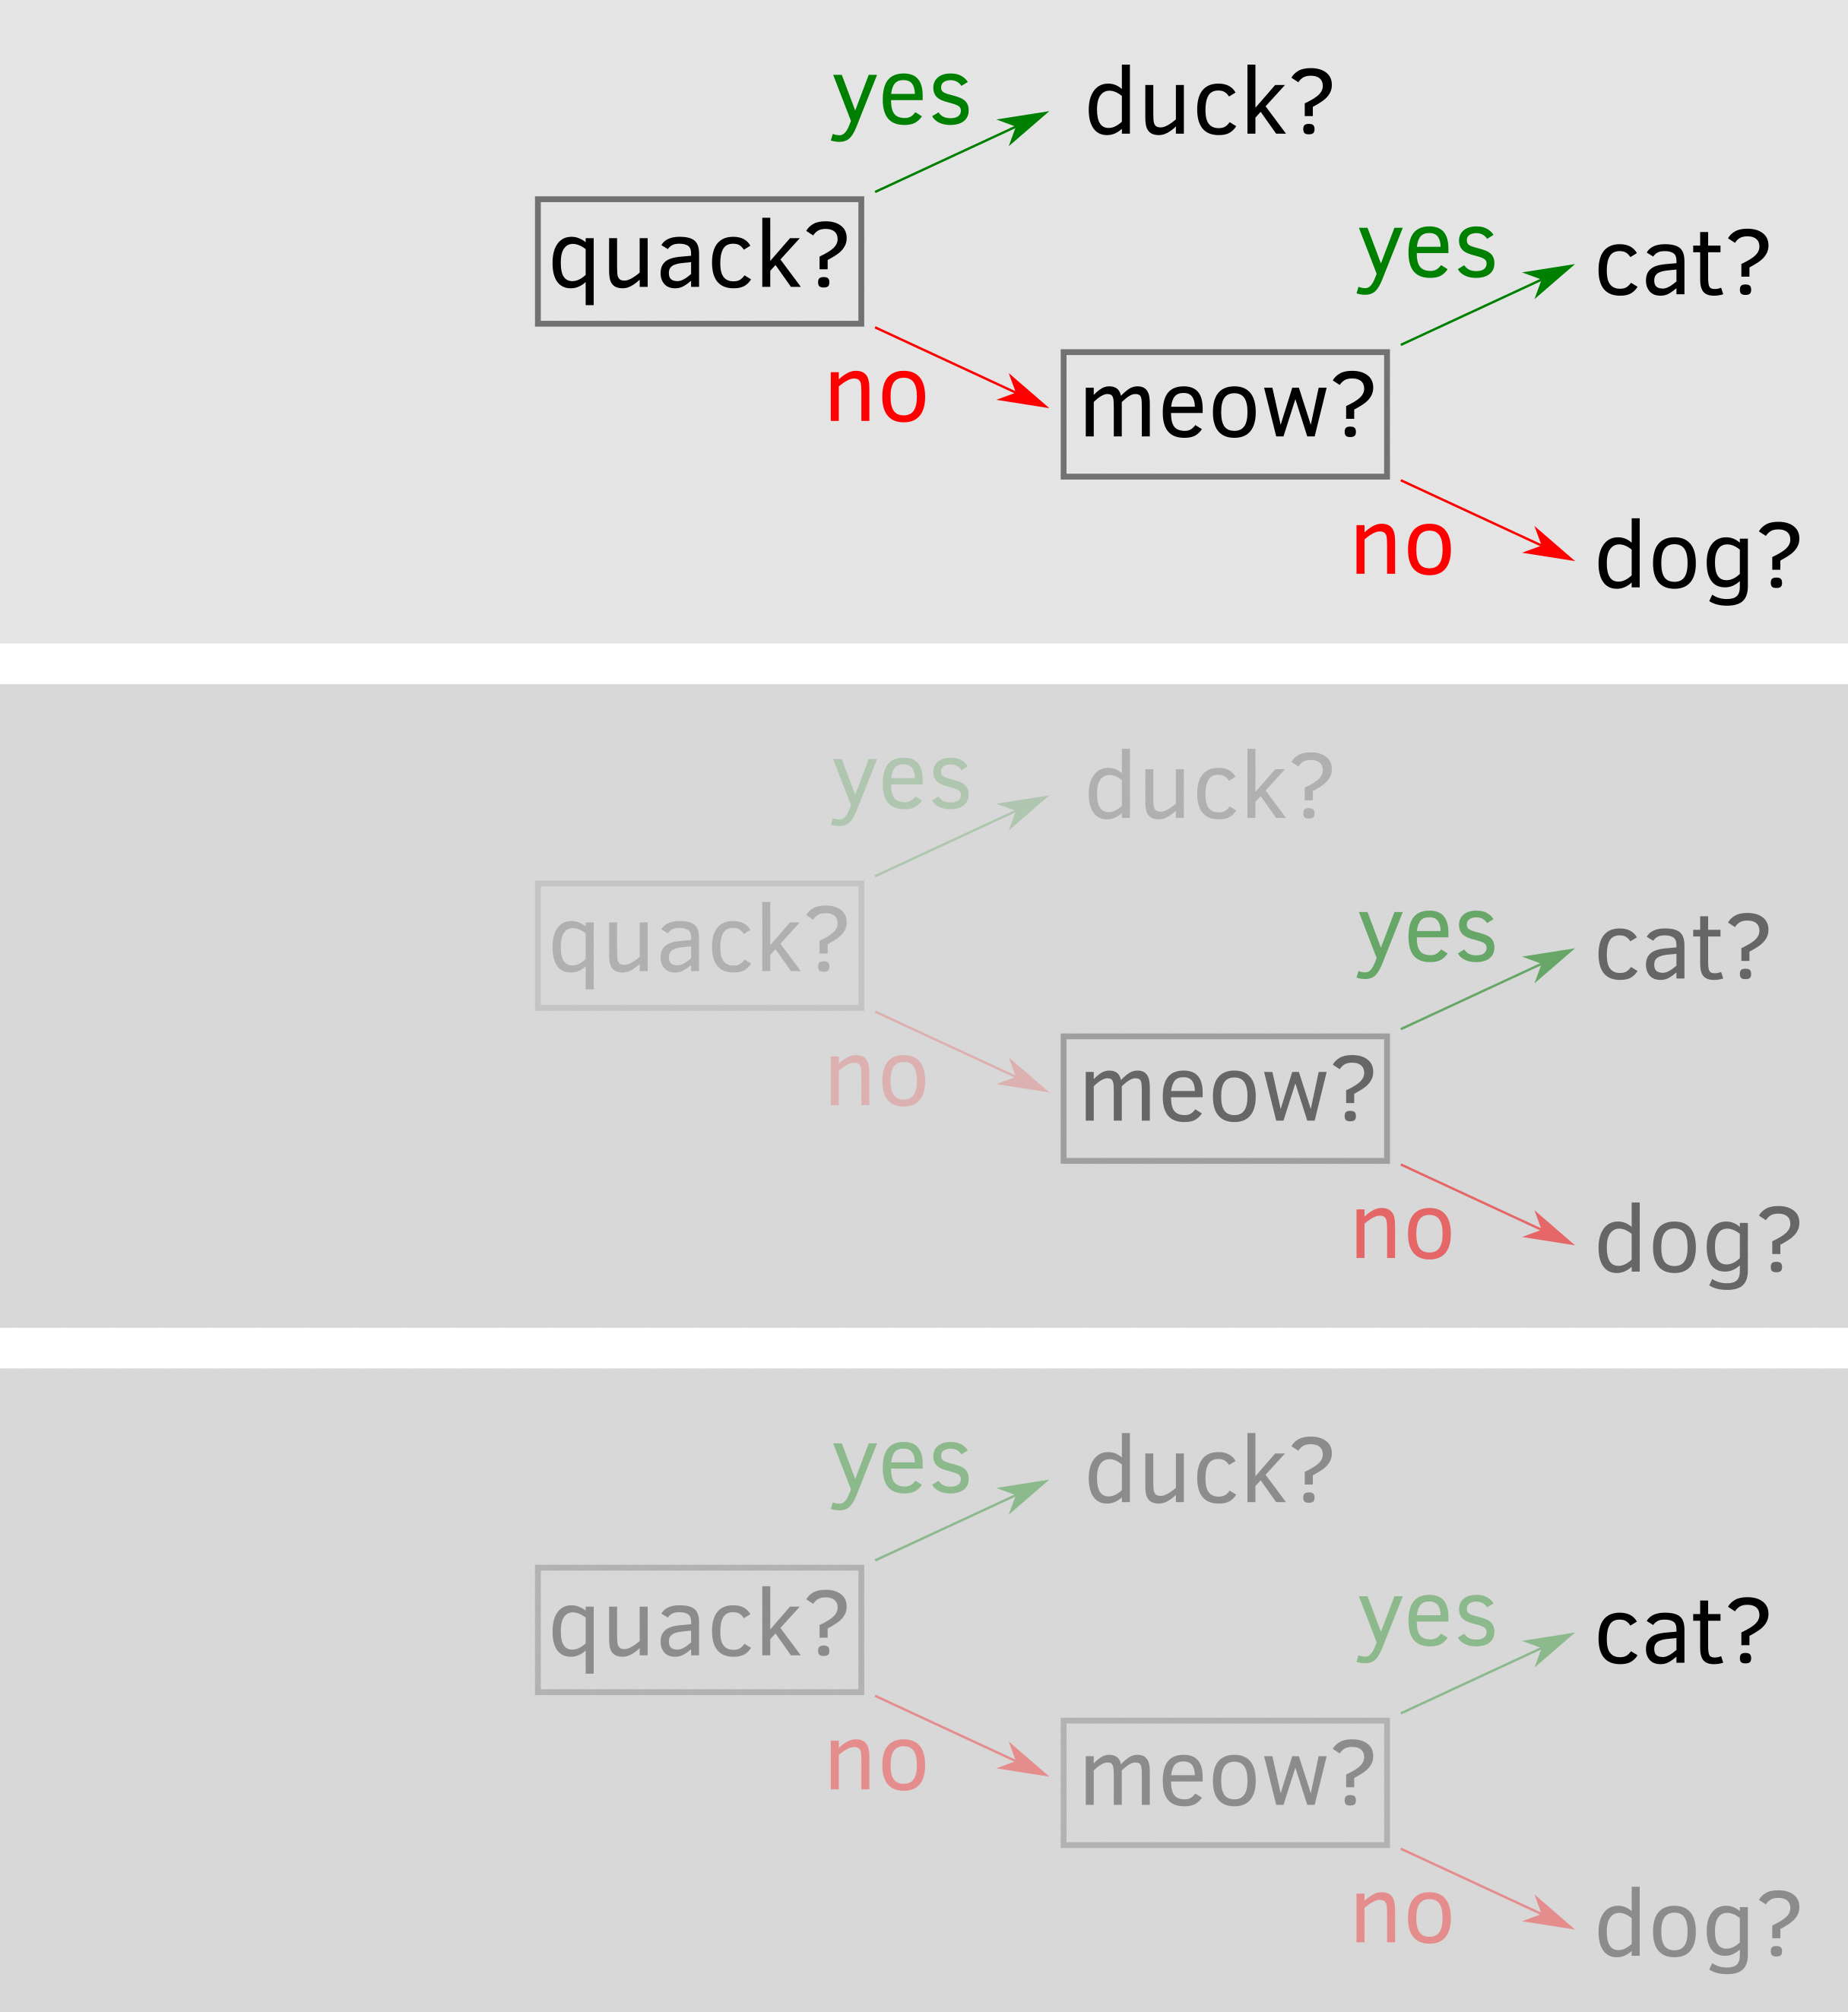 yes
duck?
quack?
yes
cat?
no
meow?
no
dog?
yes
duck?
quack?
yes
cat?
no
meow?
no
dog?
yes
duck?
quack?
yes
cat?
no
meow?
no
dog?